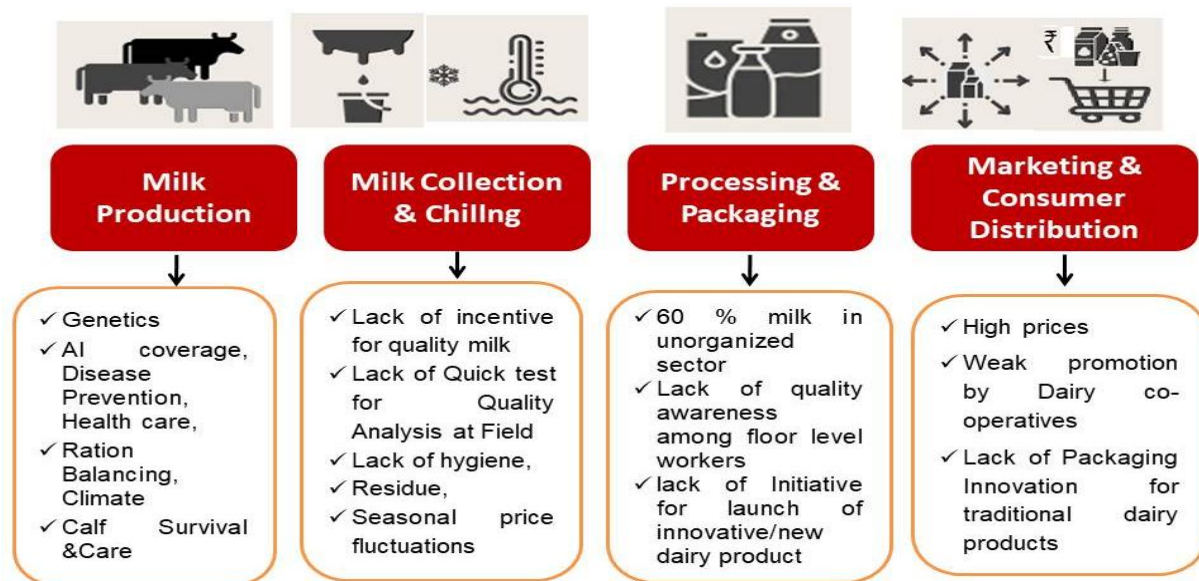 ₹
Milk
Production
Milk Collection
& Chillng
Processing &
Packaging
Marketing &
Consumer
Distribution
✓ Genetics
✓ AI coverage,
Disease
Prevention,
Health care,
✓ Ration
Balancing,
Climate
✓ Calf Survival
&Care
✓ Lack of incentive
for quality milk
✓ Lack of Quick test
for Quality
Analysis at Field
✓ Lack of hygiene,
✓ Residue,
✓ Seasonal price
fluctuations
✓ 60 % milk in
unorganized
sector
✓ Lack of quality
awareness
among floor level
workers
✓ lack of Initiative
for launch of
innovative/new
dairy product
✓ High prices
✓ Weak promotion
by Dairy co-
operatives
✓ Lack of Packaging
Innovation for
traditional dairy
products